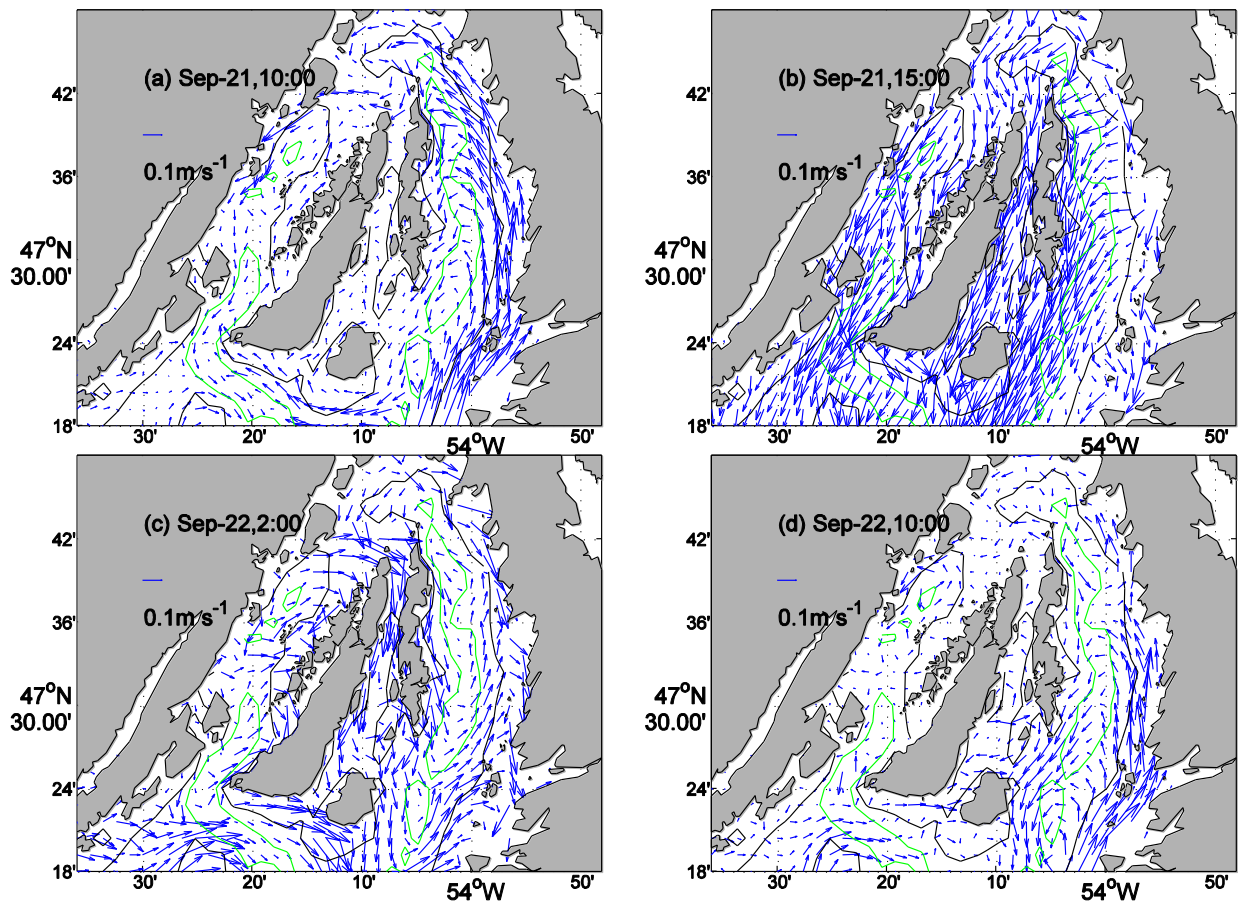 (a) Sep-21,10:00
0.1m s-1
42'
36'
47°N
30.00'
24'
18'
30'
20'
10'
54°W
50'
(b) Sep-21,15:00
0.1m s-1
42'
36'
47°N
30.00'
24'
18'
30'
20'
10'
54°W
50'
(c) Sep-22,2:00
0.1m s-1
42'
36'
47°N
30.00'
24'
18'
30'
20'
10'
54°W
50'
(d) Sep-22,10:00
0.1m s-1
42'
36'
47°N
30.00'
24'
18'
30'
20'
10'
54°W
50'